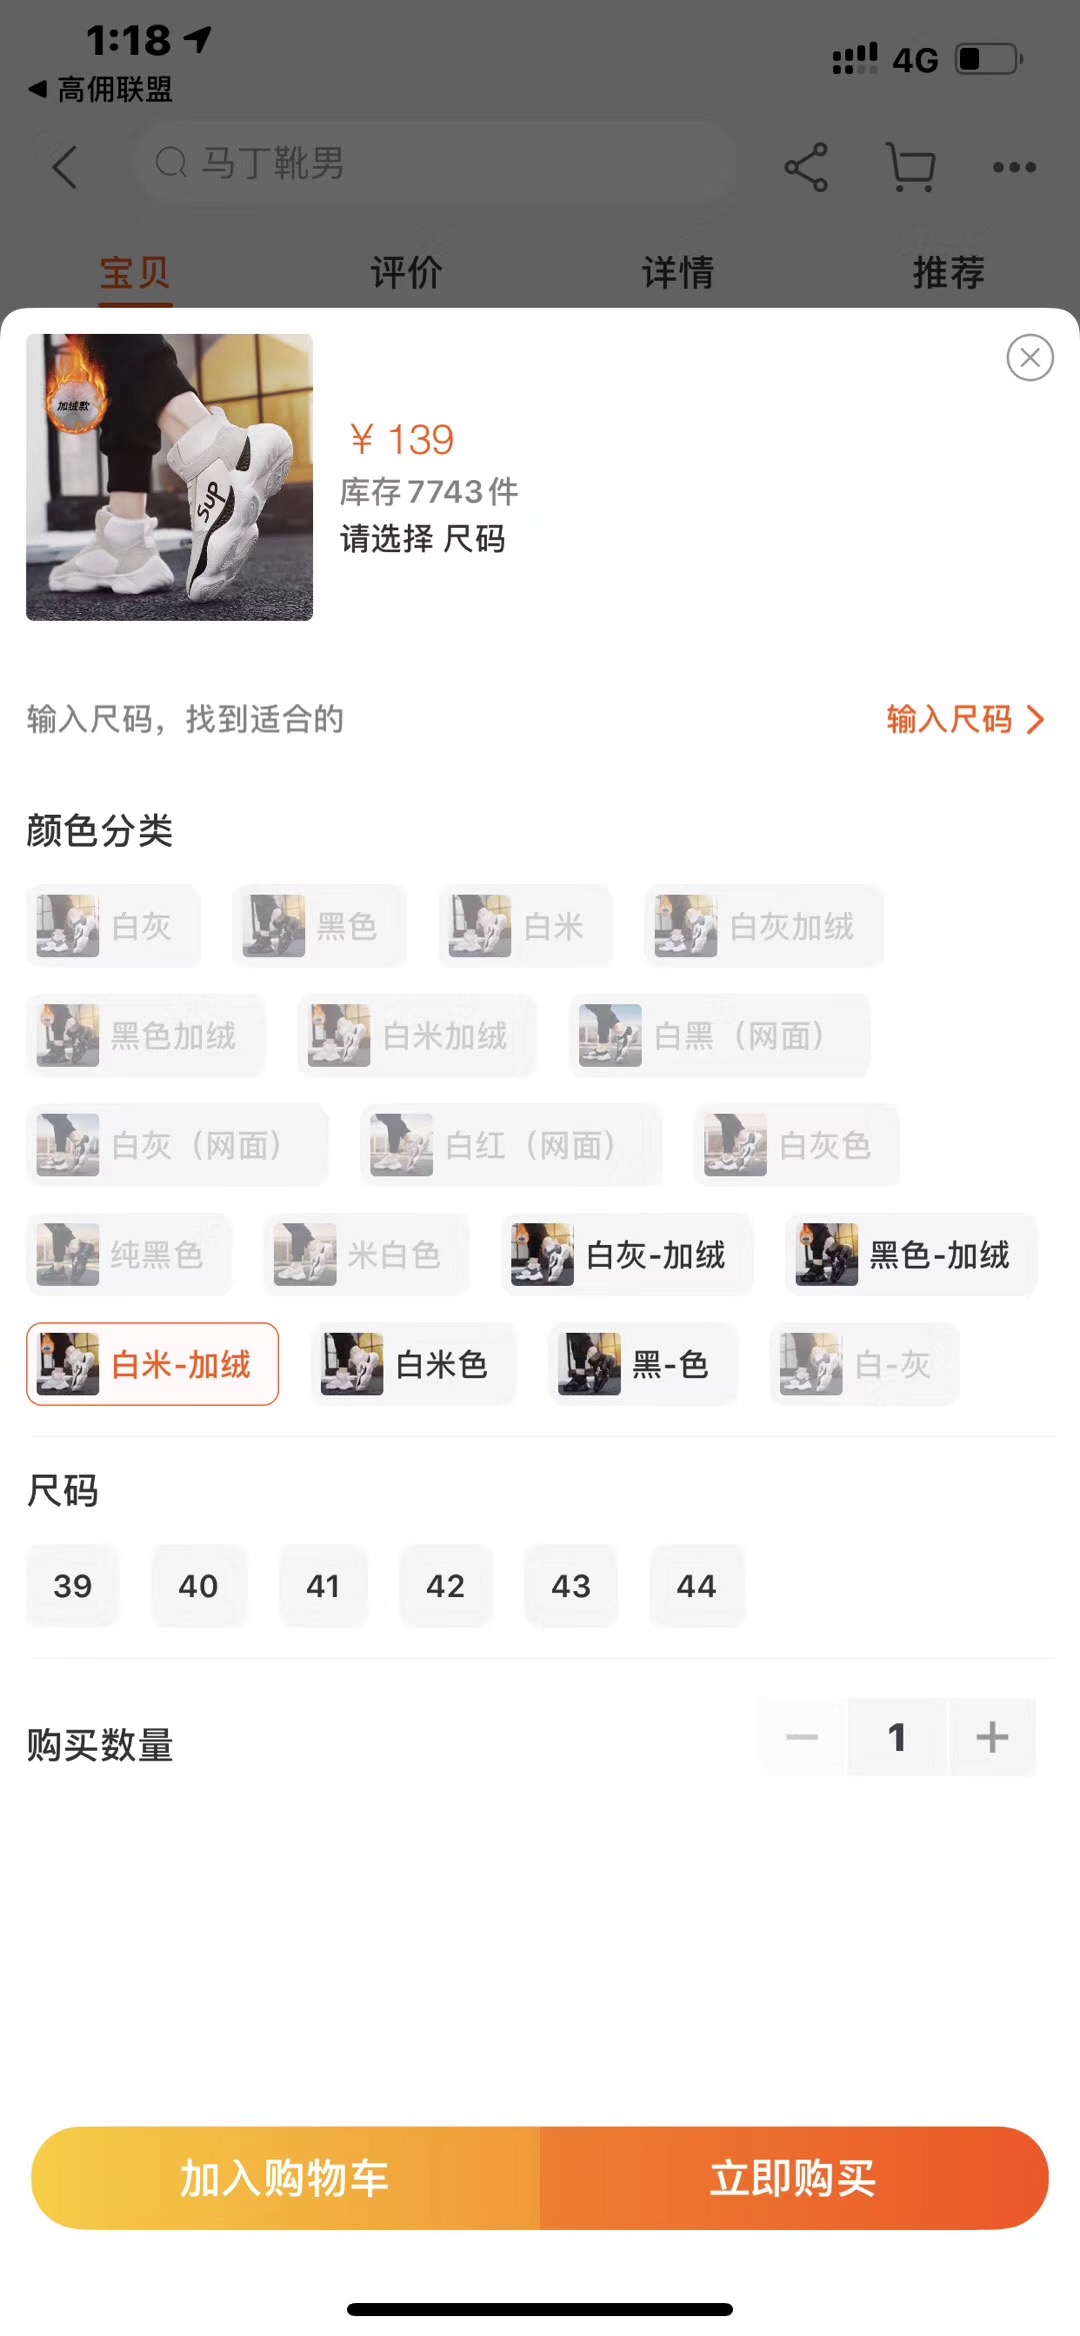 1:18
4G
高佣联盟
马丁靴男
宝贝 评价 详情 推荐
加绒款
SUP
¥ 139
库存7743件
请选择 尺码
输入尺码，找到适合的 输入尺码
颜色分类
白灰 黑色 白米 白灰加绒
黑色加绒 白米加绒 白黑（网面）
白灰（网面） 白红（网面） 白灰色
纯黑色 米白色 白灰-加绒 黑色-加绒
白米-加绒 白米色 黑-色 白-灰
尺码
39 40 41 42 43 44
购买数量 1
加入购物车 立即购买